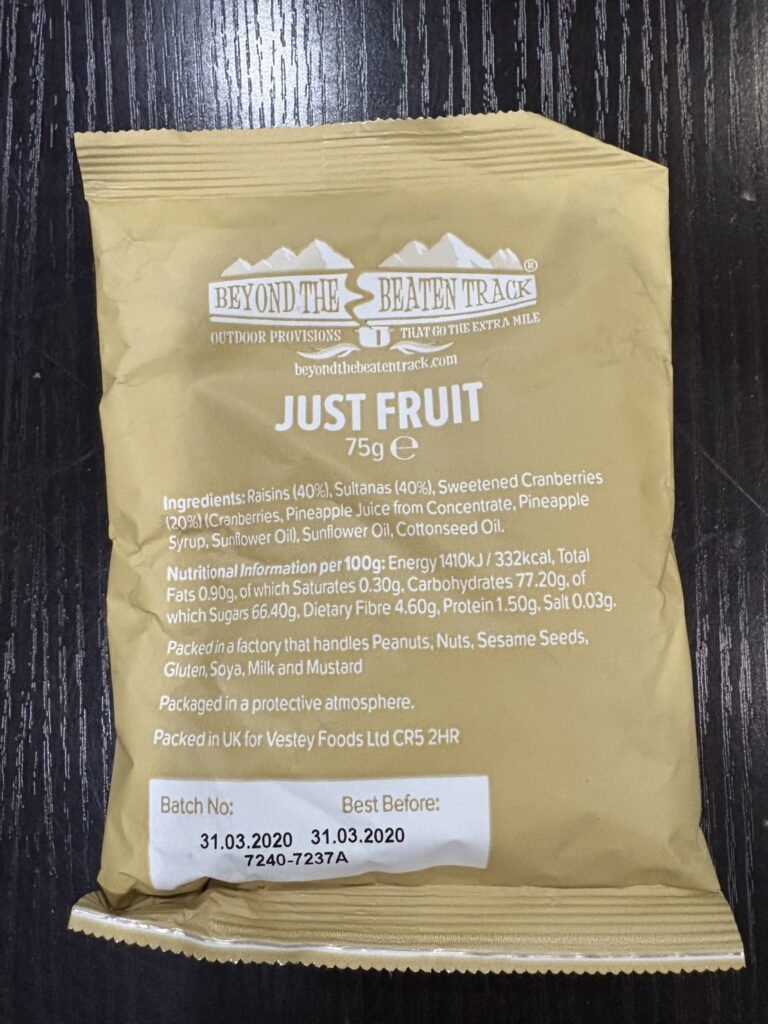 BEYOND THE BEATEN TRACK ®
OUTDOOR PROVISIONS THAT GO THE EXTRA MILE
beyondthebeatentrack.com
JUST FRUIT
75g ℮
Ingredients: Raisins (40%), Sultanas (40%), Sweetened Cranberries
(20%) (Cranberries, Pineapple Juice from Concentrate, Pineapple
Syrup, Sunflower Oil), Sunflower Oil, Cottonseed Oil.
Nutritional Information per 100g: Energy 1410kJ / 332kcal, Total
Fats 0.90g, of which Saturates 0.30g, Carbohydrates 77.20g, of
which Sugars 66.40g, Dietary Fibre 4.60g, Protein 1.50g, Salt 0.03g.
Packed in a factory that handles Peanuts, Nuts, Sesame Seeds,
Gluten, Soya, Milk and Mustard
Packaged in a protective atmosphere.
Packed in UK for Vestey Foods Ltd CR5 2HR
Batch No: Best Before:
31.03.2020 31.03.2020
7240-7237A